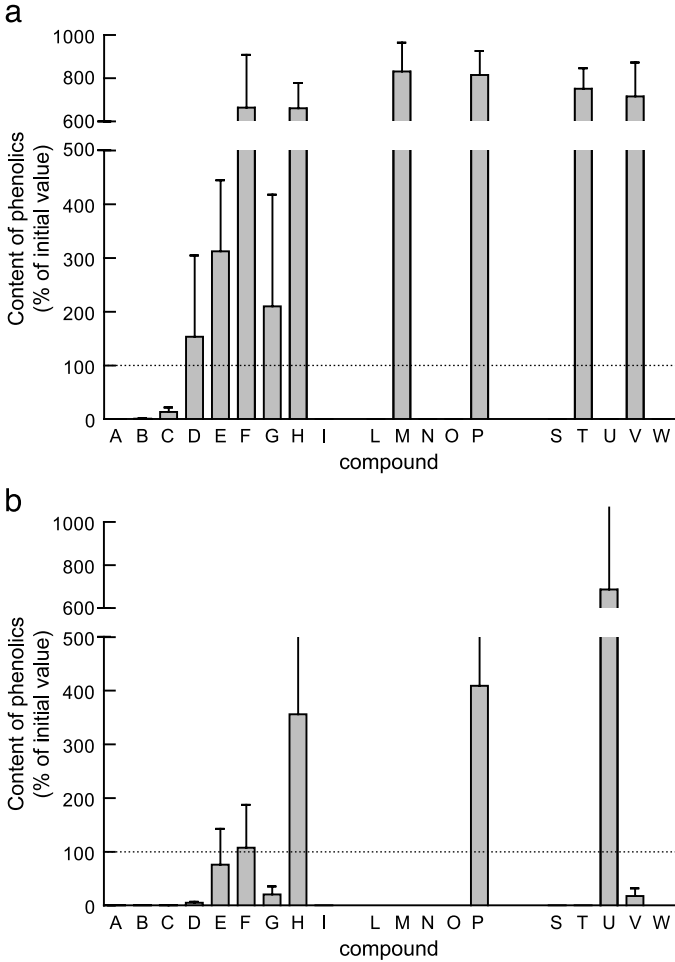 a
1000
800
600
500
400
300
200
100
0
Content of phenolics
(% of initial value)
A B C D E F G H I L M N O P S T U V W
compound
b
1000
800
600
500
400
300
200
100
0
Content of phenolics
(% of initial value)
A B C D E F G H I L M N O P S T U V W
compound